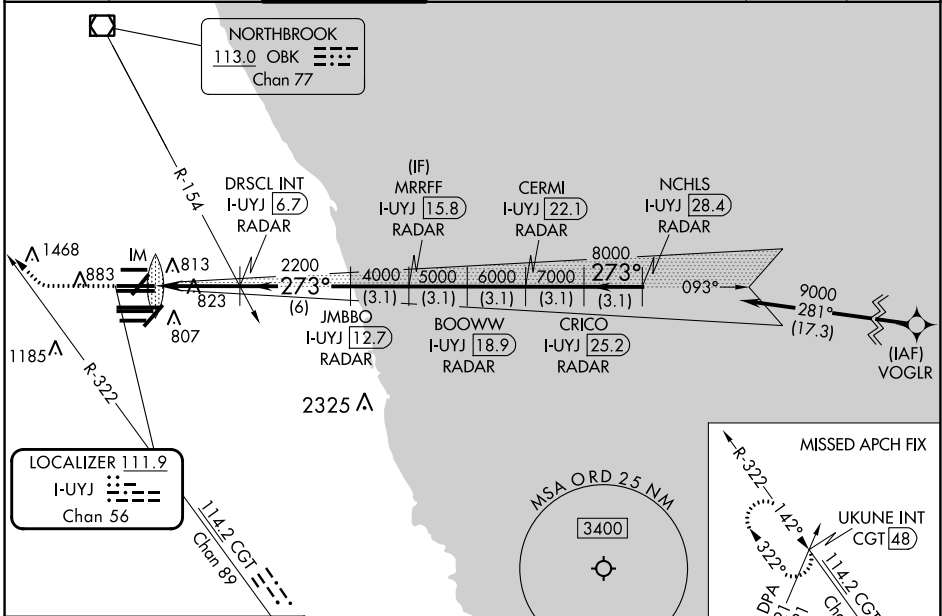 NORTHBROOK
113.0 OBK
Chan 77
R-154
DRSCL INT
I-UYJ 6.7
RADAR
(IF)
MRRFF
I-UYJ 15.8
RADAR
CERMI
I-UYJ 22.1
RADAR
NCHLS
I-UYJ 28.4
RADAR
1468
883
IM
813
823
807
1185
2200
273°
(6)
4000
(3.1)
5000
(3.1)
6000
(3.1)
7000
8000
273°
(3.1)
093°
9000
281°
(17.3)
(IAF)
VOGLR
JMBBO
I-UYJ 12.7
RADAR
BOOWW
I-UYJ 18.9
RADAR
CRICO
I-UYJ 25.2
RADAR
2325
R-322
LOCALIZER 111.9
I-UYJ
Chan 56
114.2 CGT
Chan 89
MSA ORD 25 NM
3400
MISSED APCH FIX
R-322
142°
322°
UKUNE INT
CGT 48
114.2 CGT
DPA